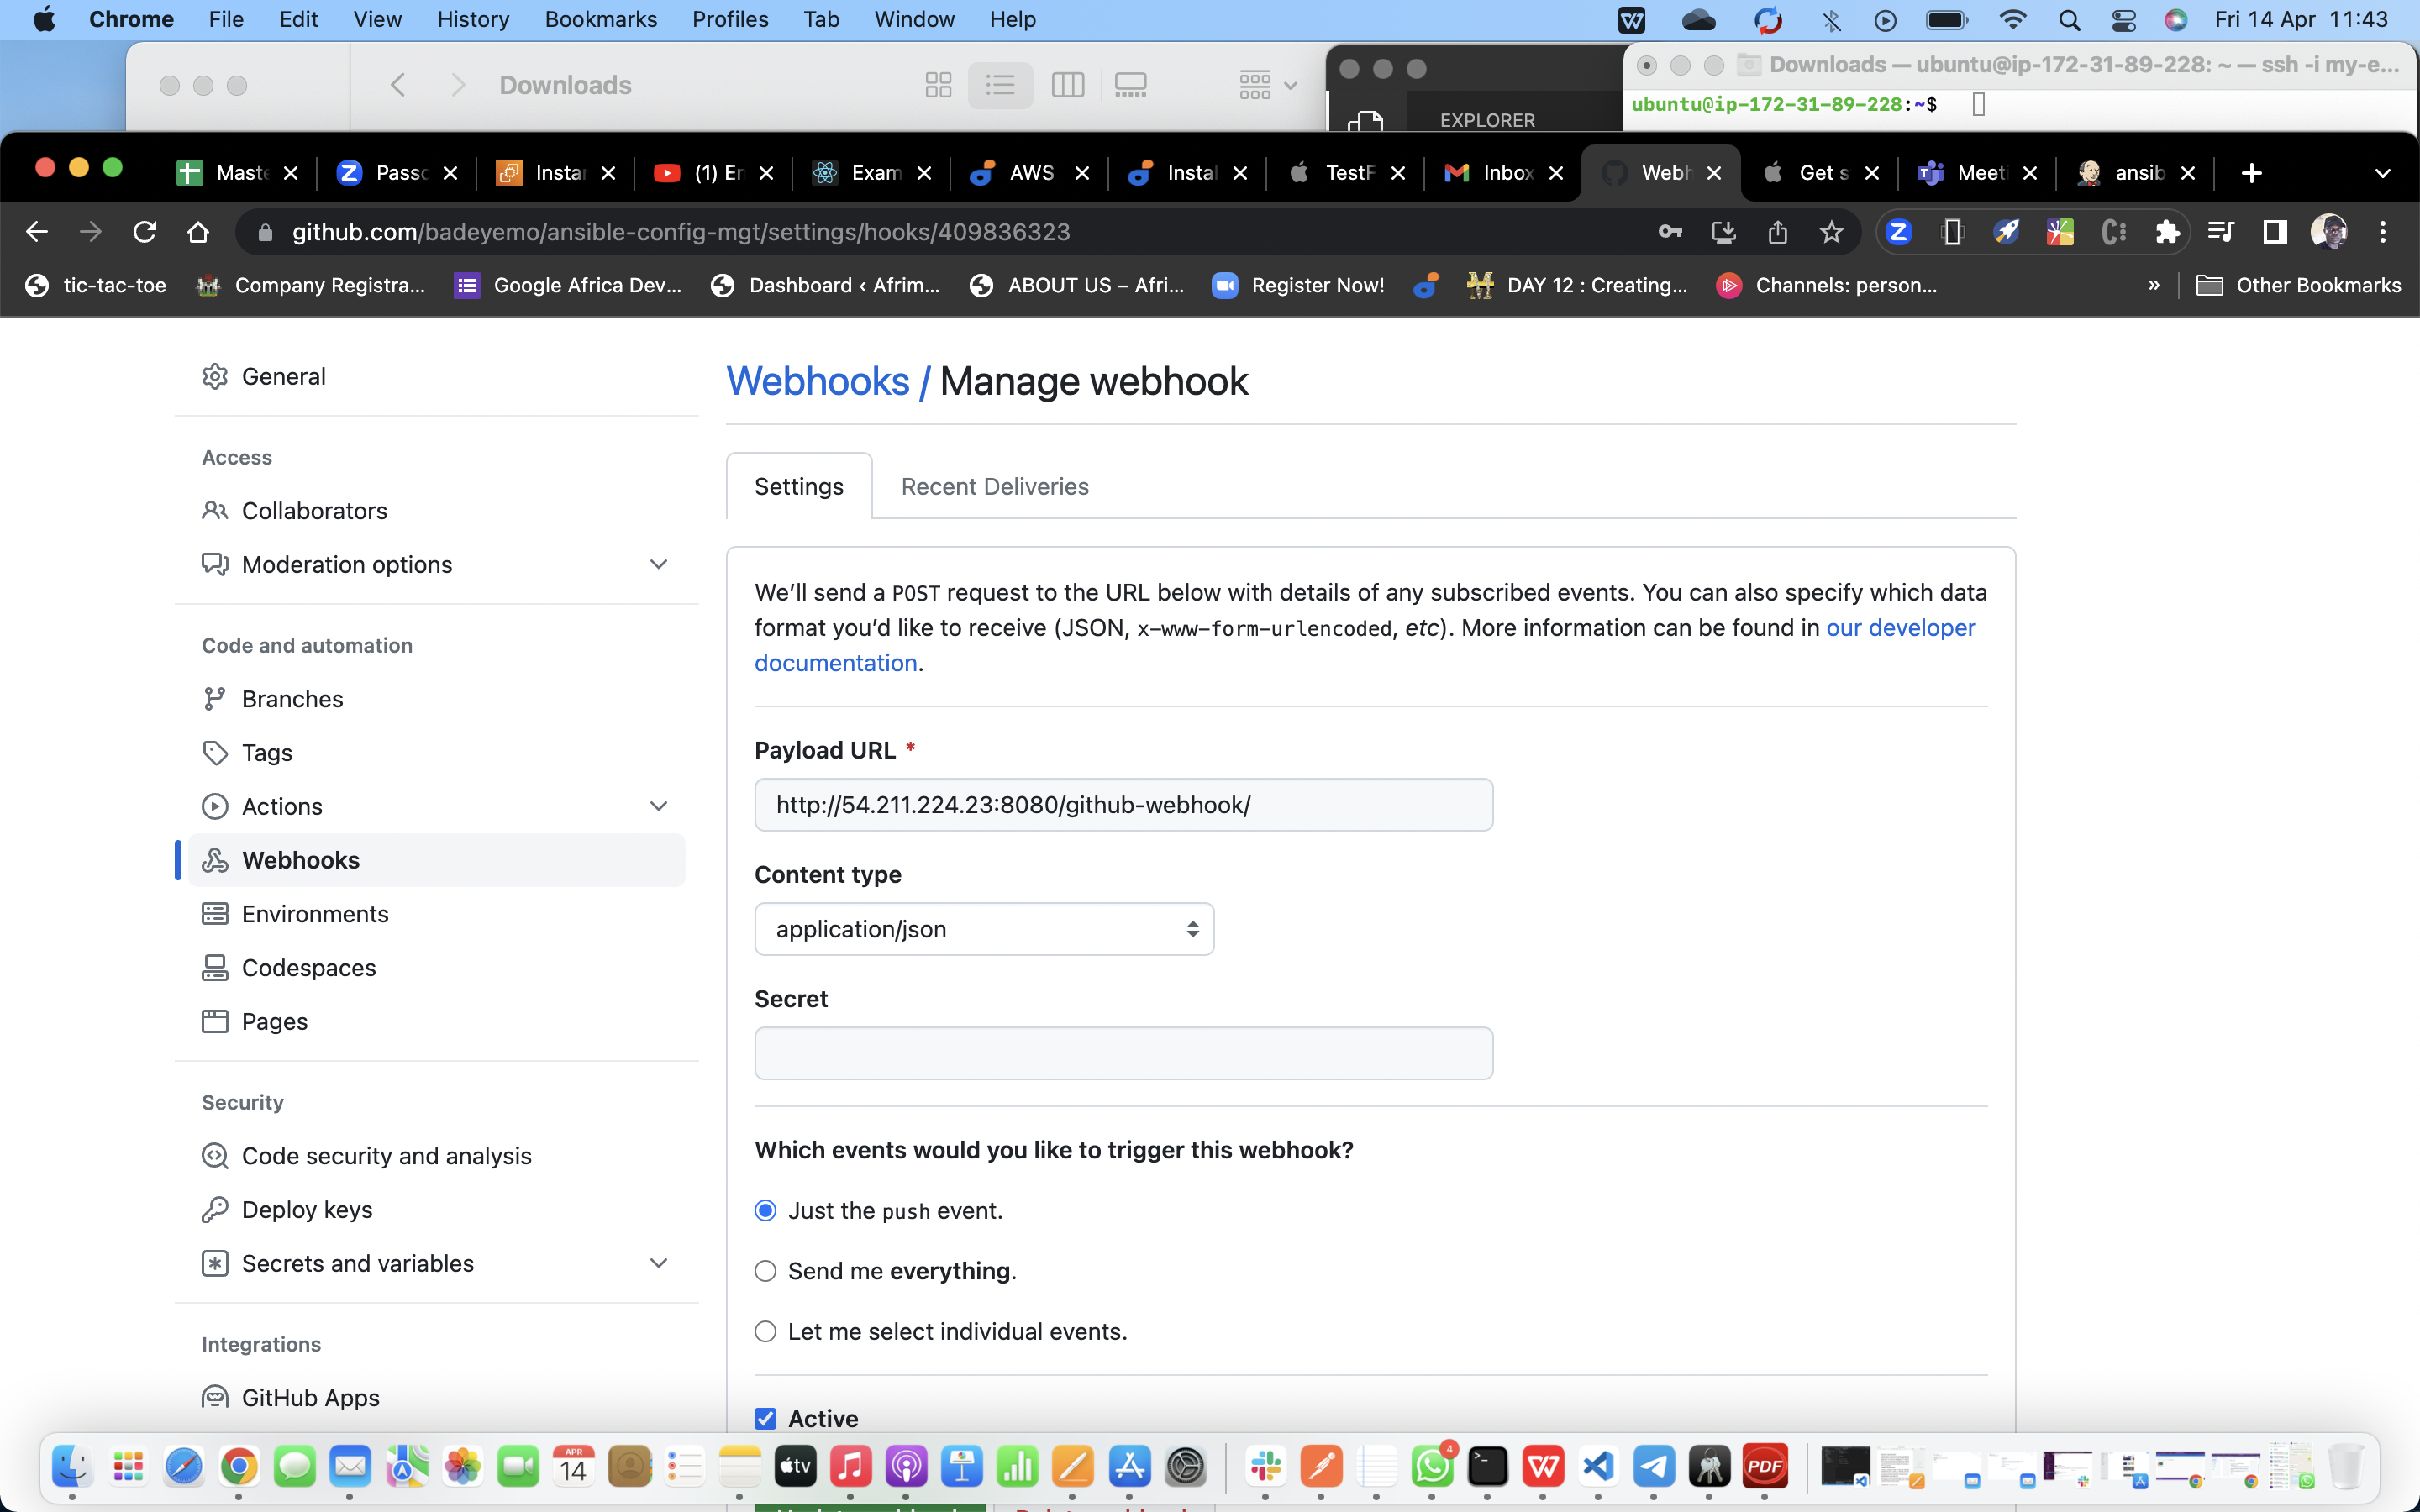 Chrome File Edit View History Bookmarks Profiles Tab Window Help Fri 14 Apr 11:43
Downloads
EXPLORER
Downloads — ubuntu@ip-172-31-89-228: ~ — ssh -i my-e...
ubuntu@ip-172-31-89-228:~$
Maste Passc Instar (1) En Exam AWS Instal TestF Inbox Webh Get s Meeti ansib
github.com/badeyemo/ansible-config-mgt/settings/hooks/409836323
tic-tac-toe Company Registra... Google Africa Dev... Dashboard ‹ Afrim... ABOUT US – Afri... Register Now! DAY 12 : Creating... Channels: person... » Other Bookmarks
General
Access
Collaborators
Moderation options
Code and automation
Branches
Tags
Actions
Webhooks
Environments
Codespaces
Pages
Security
Code security and analysis
Deploy keys
Secrets and variables
Integrations
GitHub Apps
Webhooks / Manage webhook
Settings Recent Deliveries
We’ll send a POST request to the URL below with details of any subscribed events. You can also specify which data
format you’d like to receive (JSON, x-www-form-urlencoded, etc). More information can be found in our developer
documentation.
Payload URL *
http://54.211.224.23:8080/github-webhook/
Content type
application/json
Secret
Which events would you like to trigger this webhook?
Just the push event.
Send me everything.
Let me select individual events.
Active
APR
14
tv
4
PDF